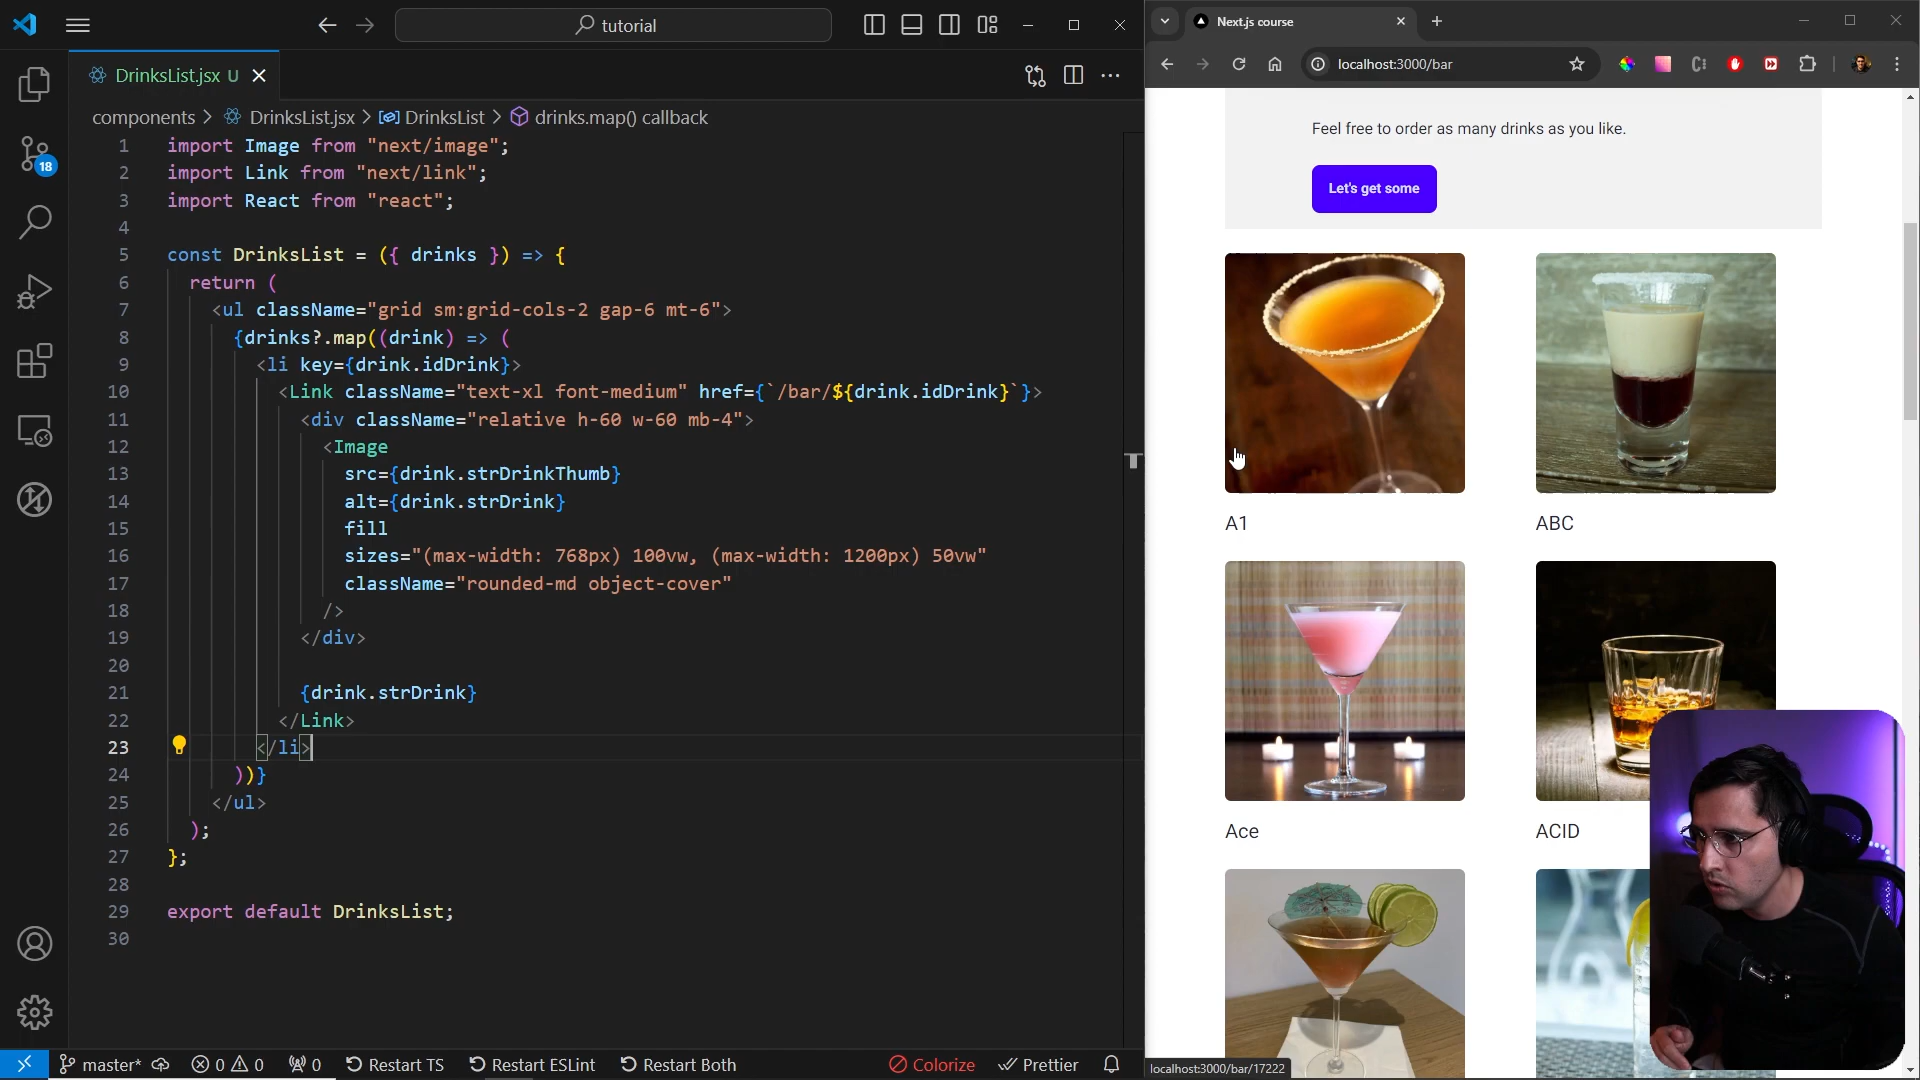 tutorial
DrinksList.jsx U
components > DrinksList.jsx > DrinksList > drinks.map() callback
1 import Image from "next/image";
2 import Link from "next/link";
3 import React from "react";
4
5 const DrinksList = ({ drinks }) => {
6 return (
7 <ul className="grid sm:grid-cols-2 gap-6 mt-6">
8 {drinks?.map((drink) => (
9 <li key={drink.idDrink}>
10 <Link className="text-xl font-medium" href={`/bar/${drink.idDrink}`}>
11 <div className="relative h-60 w-60 mb-4">
12 <Image
13 src={drink.strDrinkThumb}
14 alt={drink.strDrink}
15 fill
16 sizes="(max-width: 768px) 100vw, (max-width: 1200px) 50vw"
17 className="rounded-md object-cover"
18 />
19 </div>
20
21 {drink.strDrink}
22 </Link>
23 </li>
24 ))}
25 </ul>
26 );
27 };
28
29 export default DrinksList;
30
18
master* 0 0 0 Restart TS Restart ESLint Restart Both Colorize Prettier
Next.js course
localhost:3000/bar
Feel free to order as many drinks as you like.
Let's get some
A1 ABC
Ace ACID
localhost:3000/bar/17222